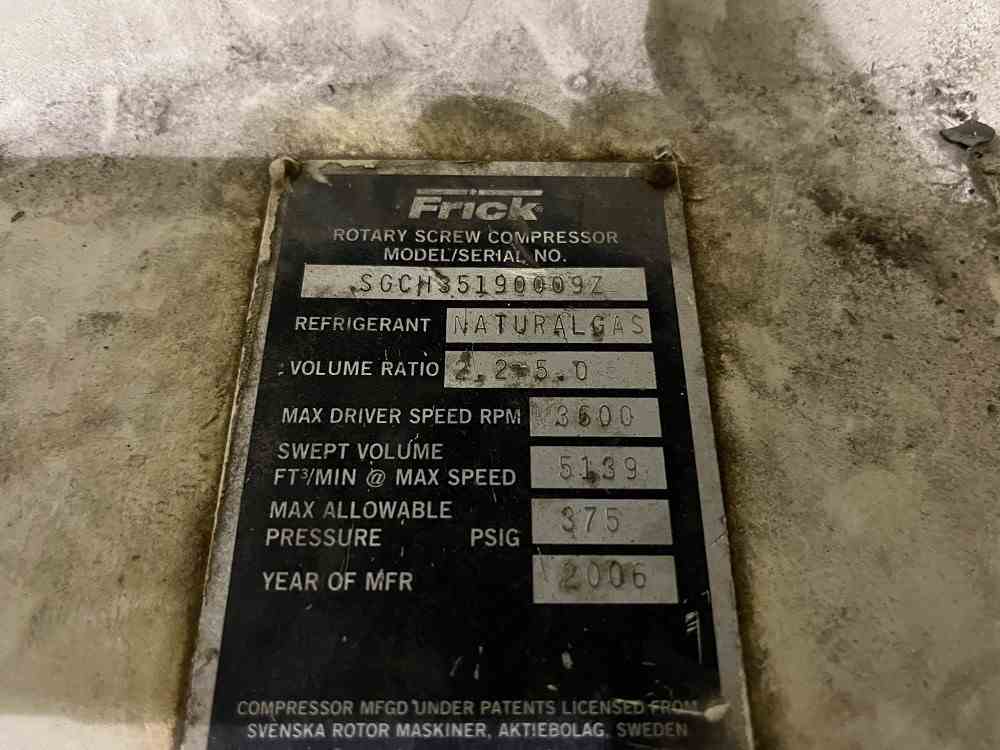 Frick
ROTARY SCREW COMPRESSOR
MODEL/SERIAL NO.
SGCH35190009Z
REFRIGERANT NATURALGAS
VOLUME RATIO 2.2-5.0
MAX DRIVER SPEED RPM 3600
SWEPT VOLUME
FT³/MIN @ MAX SPEED 5139
MAX ALLOWABLE
PRESSURE PSIG 375
YEAR OF MFR 2006
COMPRESSOR MFGD UNDER PATENTS LICENSED FROM
SVENSKA ROTOR MASKINER, AKTIEBOLAG, SWEDEN